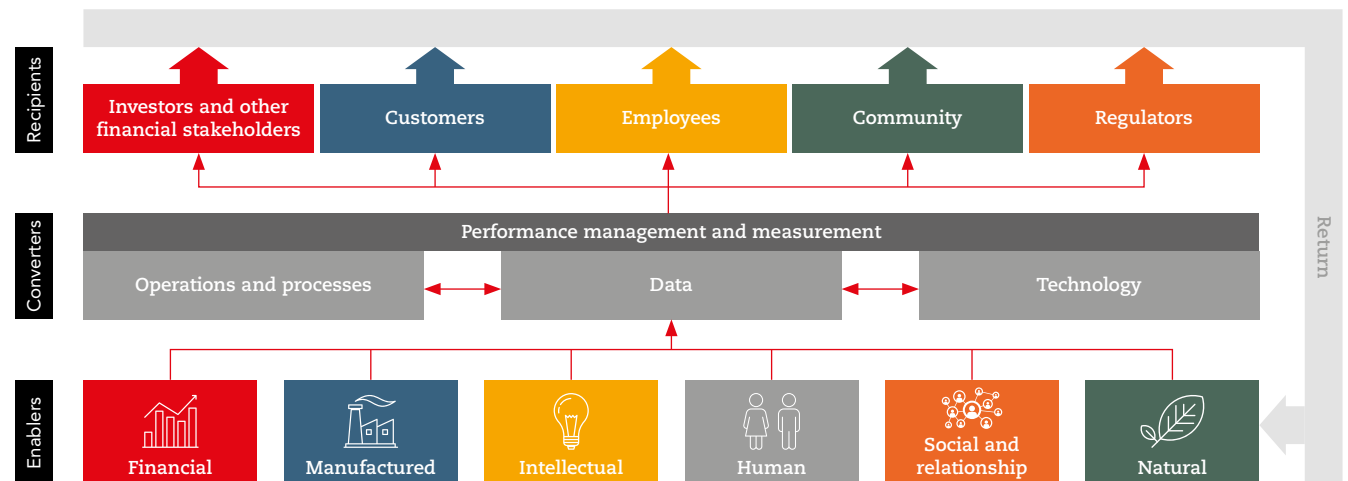 Recipients
Investors and other
financial stakeholders
Customers
Employees
Community
Regulators
Converters
Performance management and measurement
Operations and processes
Data
Technology
Return
Enablers
Financial
Manufactured
Intellectual
Human
Social and
relationship
Natural